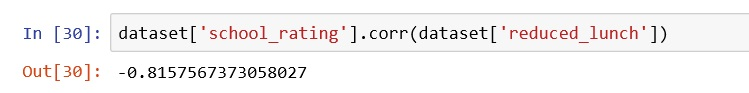 In [30]: dataset['school_rating'].corr(dataset['reduced_lunch'])
Out[30]: -0.8157567373058027